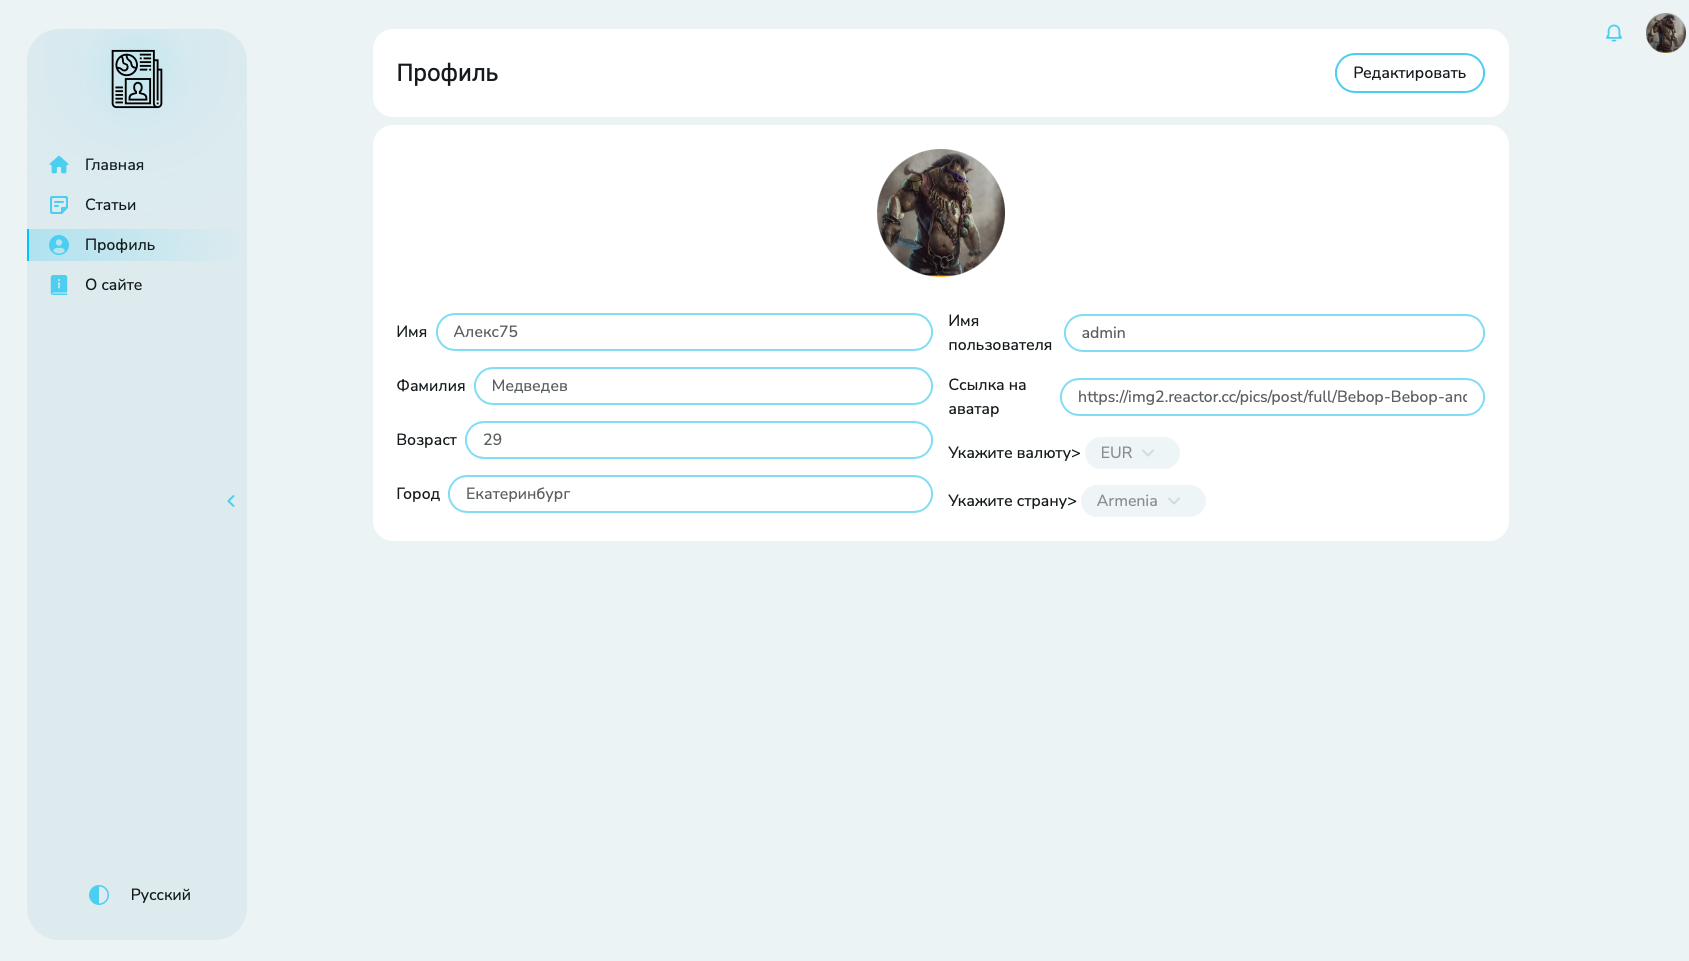 Главная
Статьи
Профиль
О сайте
Русский
Профиль
Редактировать
Имя
Алекс75
Фамилия
Медведев
Возраст
29
Город
Екатеринбург
Имя
пользователя
admin
Ссылка на
аватар
https://img2.reactor.cc/pics/post/full/Bebop-Bebop-and
Укажите валюту>
EUR
Укажите страну>
Armenia